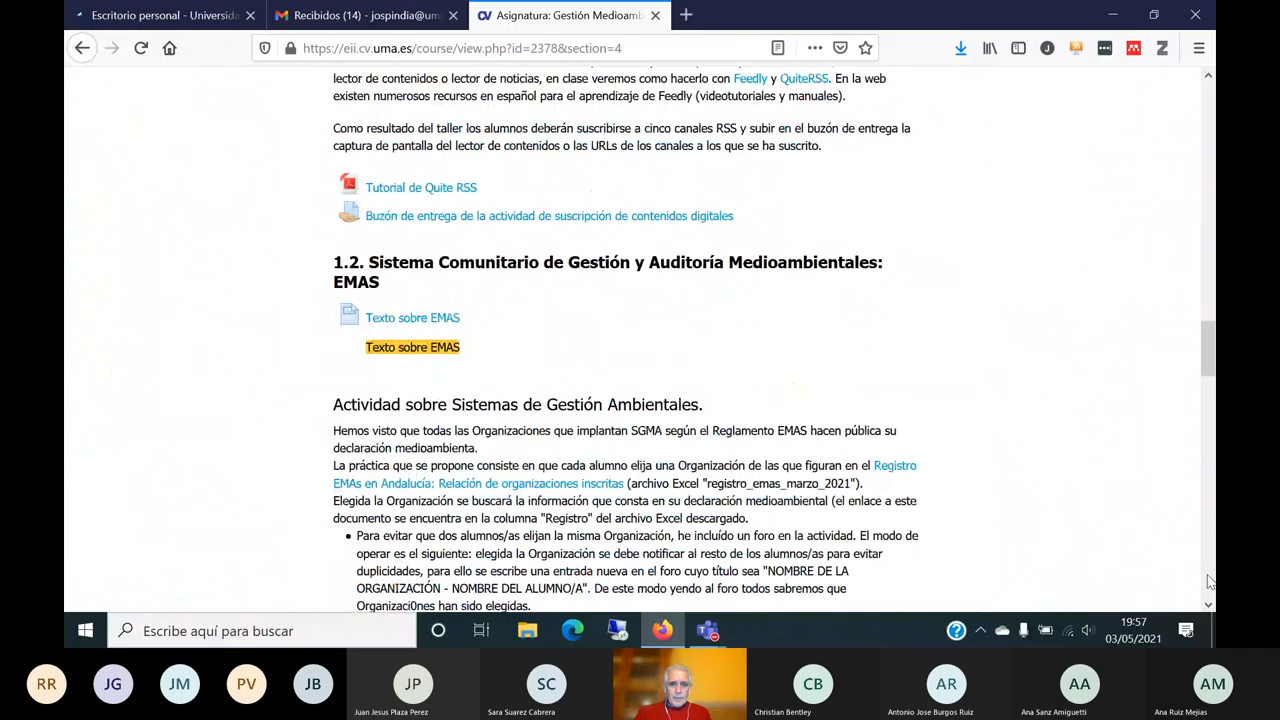 Escritorio personal - Universida
Recibidos (14) - jospindia@um
Asignatura: Gestión Medioamb
https://eii.cv.uma.es/course/view.php?id=2378&section=4
lector de contenidos o lector de noticias, en clase veremos como hacerlo con Feedly y QuiteRSS. En la web
existen numerosos recursos en español para el aprendizaje de Feedly (videotutoriales y manuales).
Como resultado del taller los alumnos deberán suscribirse a cinco canales RSS y subir en el buzón de entrega la
captura de pantalla del lector de contenidos o las URLs de los canales a los que se ha suscrito.
Tutorial de Quite RSS
Buzón de entrega de la actividad de suscripción de contenidos digitales
1.2. Sistema Comunitario de Gestión y Auditoría Medioambientales:
EMAS
Texto sobre EMAS
Texto sobre EMAS
Actividad sobre Sistemas de Gestión Ambientales.
Hemos visto que todas las Organizaciones que implantan SGMA según el Reglamento EMAS hacen pública su
declaración medioambienta.
La práctica que se propone consiste en que cada alumno elija una Organización de las que figuran en el Registro
EMAs en Andalucía: Relación de organizaciones inscritas (archivo Excel "registro_emas_marzo_2021").
Elegida la Organización se buscará la información que consta en su declaración medioambiental (el enlace a este
documento se encuentra en la columna "Registro" del archivo Excel descargado.
Para evitar que dos alumnos/as elijan la misma Organización, he incluído un foro en la actividad. El modo de
operar es el siguiente: elegida la Organización se debe notificar al resto de los alumnos/as para evitar
duplicidades, para ello se escribe una entrada nueva en el foro cuyo título sea "NOMBRE DE LA
ORGANIZACIÓN - NOMBRE DEL ALUMNO/A". De este modo yendo al foro todos sabremos que
Organizaci0nes han sido elegidas.
Escribe aquí para buscar
19:57
03/05/2021
RR JG JM PV JB JP SC CB AR AA AM
Juan Jesus Plaza Perez Sara Suarez Cabrera Christian Bentley Antonio Jose Burgos Ruiz Ana Sanz Amiguetti Ana Ruiz Mejias